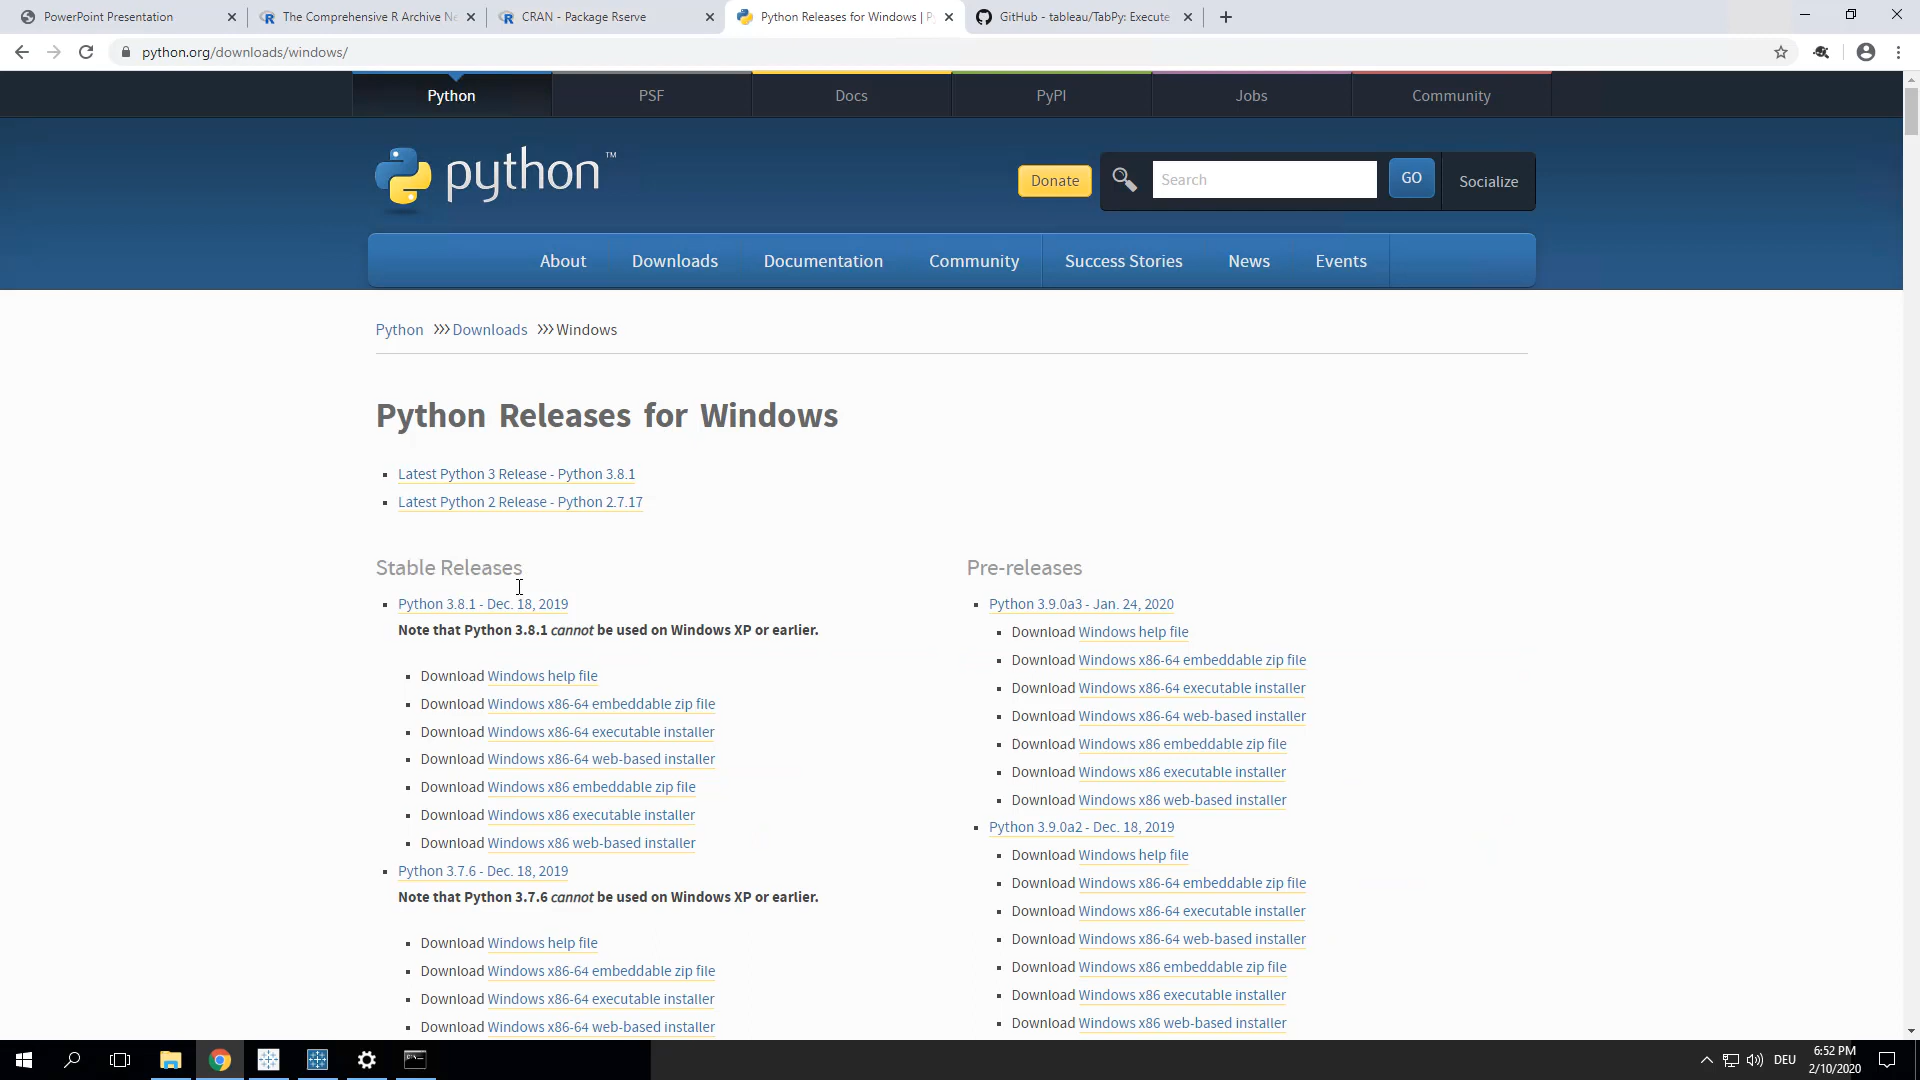 PowerPoint Presentation
The Comprehensive R Archive Ne
CRAN - Package Rserve
Python Releases for Windows | P
GitHub - tableau/TabPy: Execute
python.org/downloads/windows/
Python
PSF
Docs
PyPI
Jobs
Community
python™
Donate
Search
GO
Socialize
About
Downloads
Documentation
Community
Success Stories
News
Events
Python >>> Downloads >>> Windows
Python Releases for Windows
Latest Python 3 Release - Python 3.8.1
Latest Python 2 Release - Python 2.7.17
Stable Releases
Python 3.8.1 - Dec. 18, 2019
Note that Python 3.8.1 cannot be used on Windows XP or earlier.
Download Windows help file
Download Windows x86-64 embeddable zip file
Download Windows x86-64 executable installer
Download Windows x86-64 web-based installer
Download Windows x86 embeddable zip file
Download Windows x86 executable installer
Download Windows x86 web-based installer
Python 3.7.6 - Dec. 18, 2019
Note that Python 3.7.6 cannot be used on Windows XP or earlier.
Download Windows help file
Download Windows x86-64 embeddable zip file
Download Windows x86-64 executable installer
Download Windows x86-64 web-based installer
Pre-releases
Python 3.9.0a3 - Jan. 24, 2020
Download Windows help file
Download Windows x86-64 embeddable zip file
Download Windows x86-64 executable installer
Download Windows x86-64 web-based installer
Download Windows x86 embeddable zip file
Download Windows x86 executable installer
Download Windows x86 web-based installer
Python 3.9.0a2 - Dec. 18, 2019
Download Windows help file
Download Windows x86-64 embeddable zip file
Download Windows x86-64 executable installer
Download Windows x86-64 web-based installer
Download Windows x86 embeddable zip file
Download Windows x86 executable installer
Download Windows x86 web-based installer
DEU
6:52 PM
2/10/2020